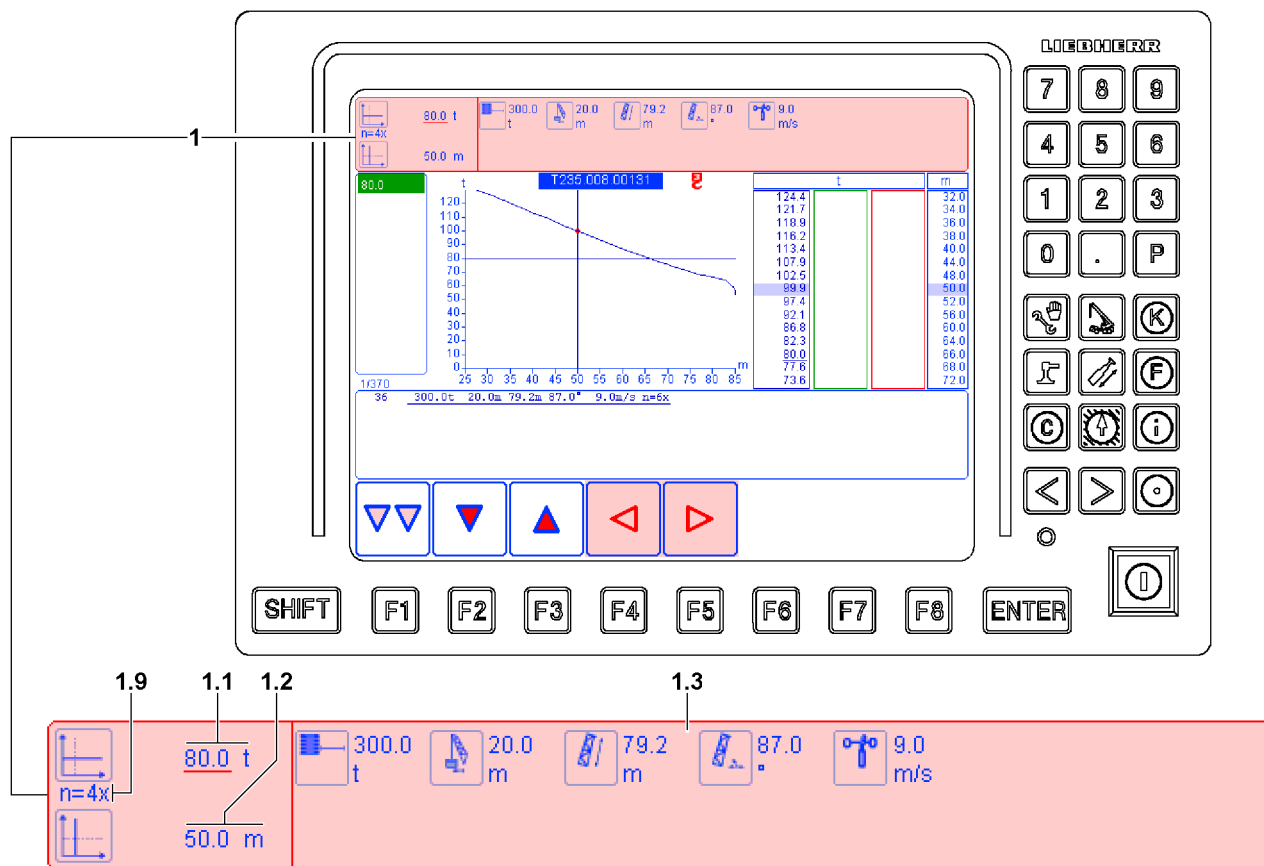 LIEBHERR
7 8 9
4 5 6
1 2 3
0 . P
K
F
C i
< >
1
80.0 t
n=4x
50.0 m
300.0 t
20.0 m
79.2 m
87.0 °
9.0 m/s
80.0
1/370
t
T235 008 00131
120
110
100
90
80
70
60
50
40
30
20
10
0
m
25 30 35 40 45 50 55 60 65 70 75 80 85
t m
124.4 32.0
121.7 34.0
118.9 36.0
116.2 38.0
113.4 40.0
107.9 44.0
102.5 48.0
99.9 50.0
97.4 52.0
92.1 56.0
86.8 60.0
82.3 64.0
80.0 66.0
77.6 68.0
73.6 72.0
36 300.0t 20.0m 79.2m 87.0° 9.0m/s n=6x
SHIFT F1 F2 F3 F4 F5 F6 F7 F8 ENTER
1.9 1.1 1.2 1.3
80.0 t
n=4x
50.0 m
300.0 t
20.0 m
79.2 m
87.0 °
9.0 m/s